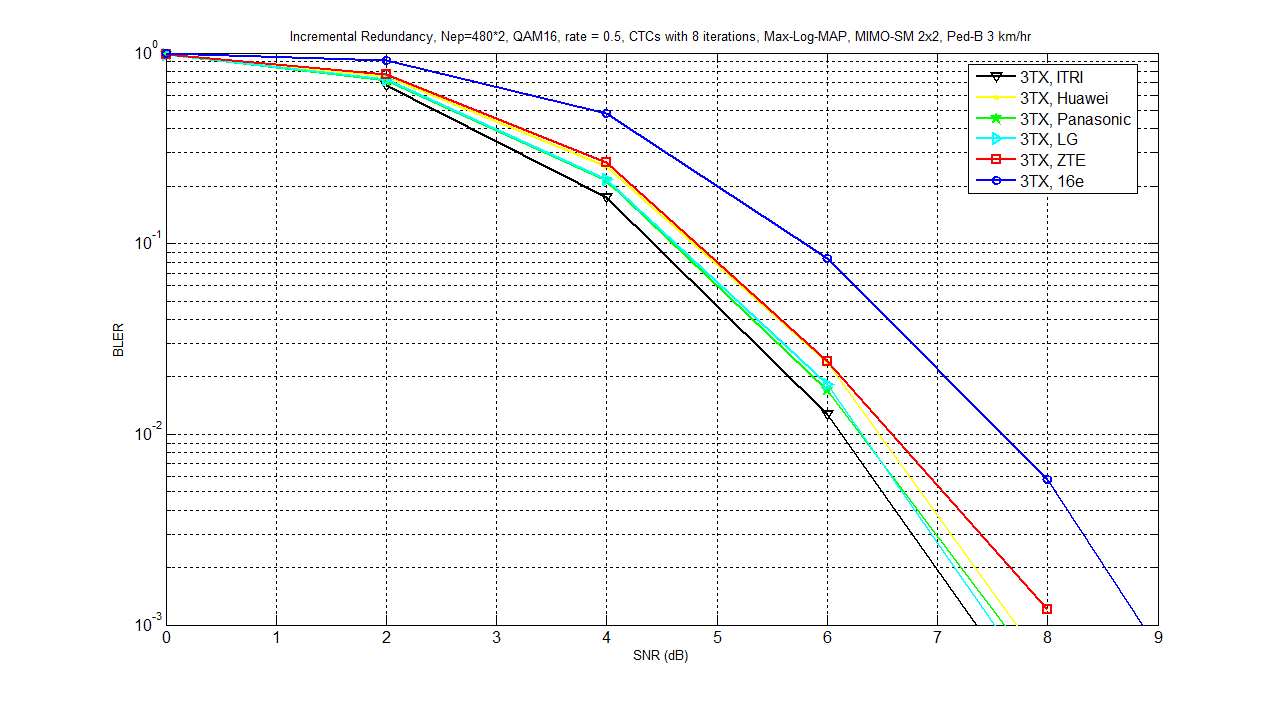 Incremental Redundancy, Nep=480*2, QAM16, rate = 0.5, CTCs with 8 iterations, Max-Log-MAP, MIMO-SM 2x2, Ped-B 3 km/hr
10^0
3TX, ITRI
3TX, Huawei
3TX, Panasonic
3TX, LG
3TX, ZTE
3TX, 16e
10^-1
BLER
10^-2
10^-3
0 1 2 3 4 5 6 7 8 9
SNR (dB)